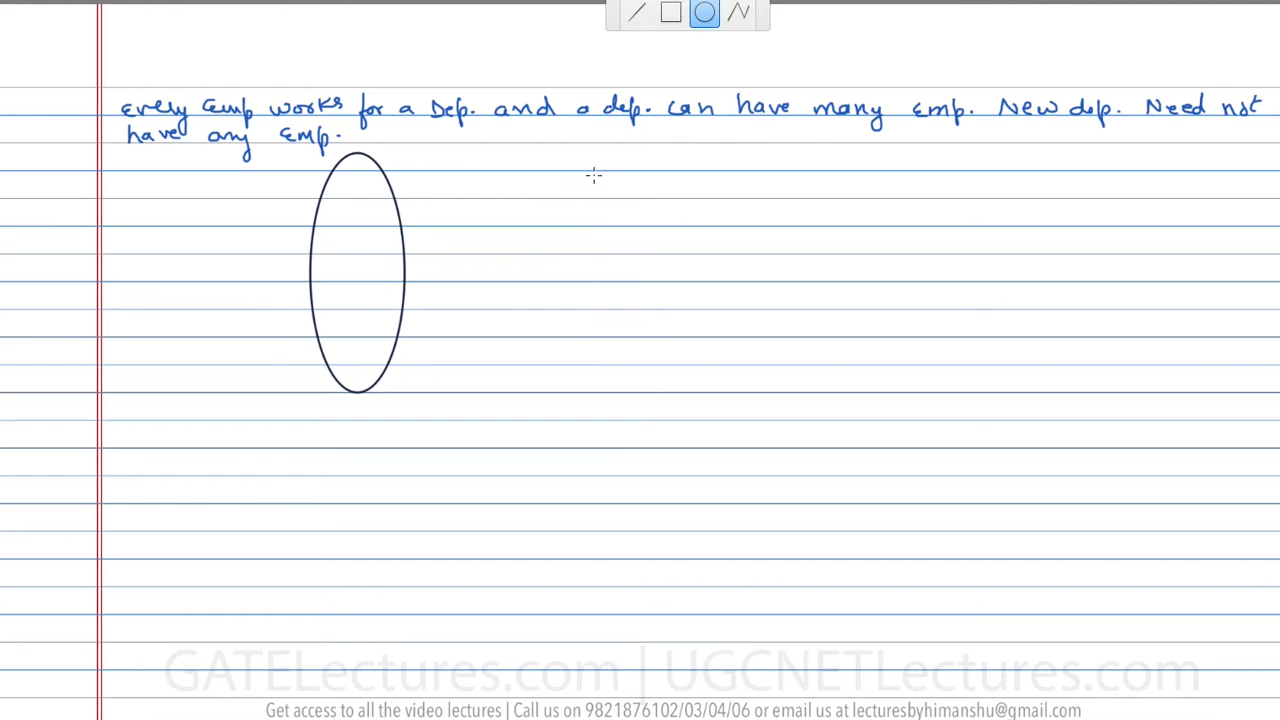 Every Emp works for a Dep. and a dep. can have many Emp. New dep. Need not
have any Emp.
GATELectures.com | UGCNETLectures.com
Get access to all the video lectures | Call us on 9821876102/03/04/06 or email us at lecturesbyhimanshu@gmail.com